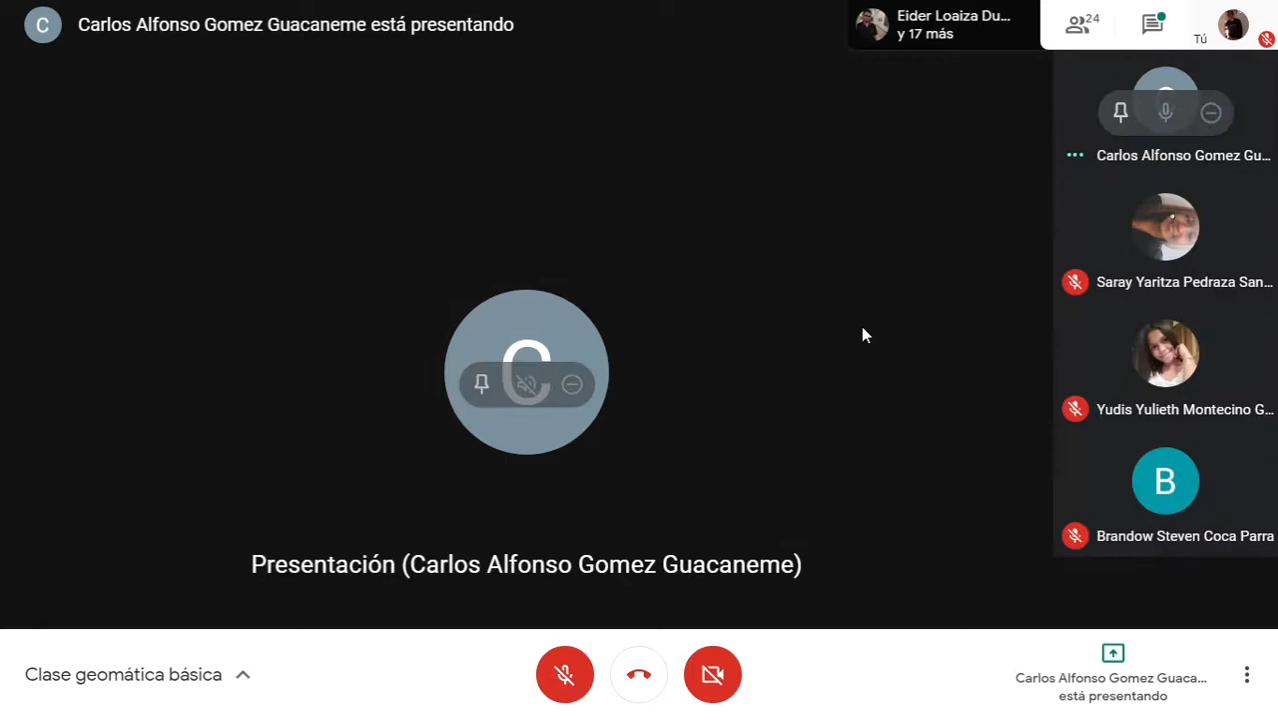 C
Carlos Alfonso Gomez Guacaneme está presentando
Eider Loaiza Du...
y 17 más
24
Tú
Carlos Alfonso Gomez Gu...
Saray Yaritza Pedraza San...
Yudis Yulieth Montecino G...
B
Brandow Steven Coca Parra
C
Presentación (Carlos Alfonso Gomez Guacaneme)
Clase geomática básica
Carlos Alfonso Gomez Guaca...
está presentando